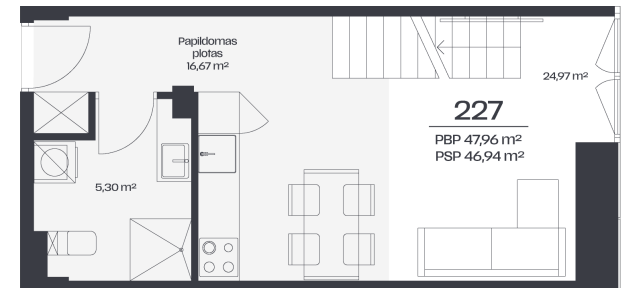 Papildomas
plotas
16,67 m²
24,97 m²
227
PBP 47,96 m²
PSP 46,94 m²
5,30 m²